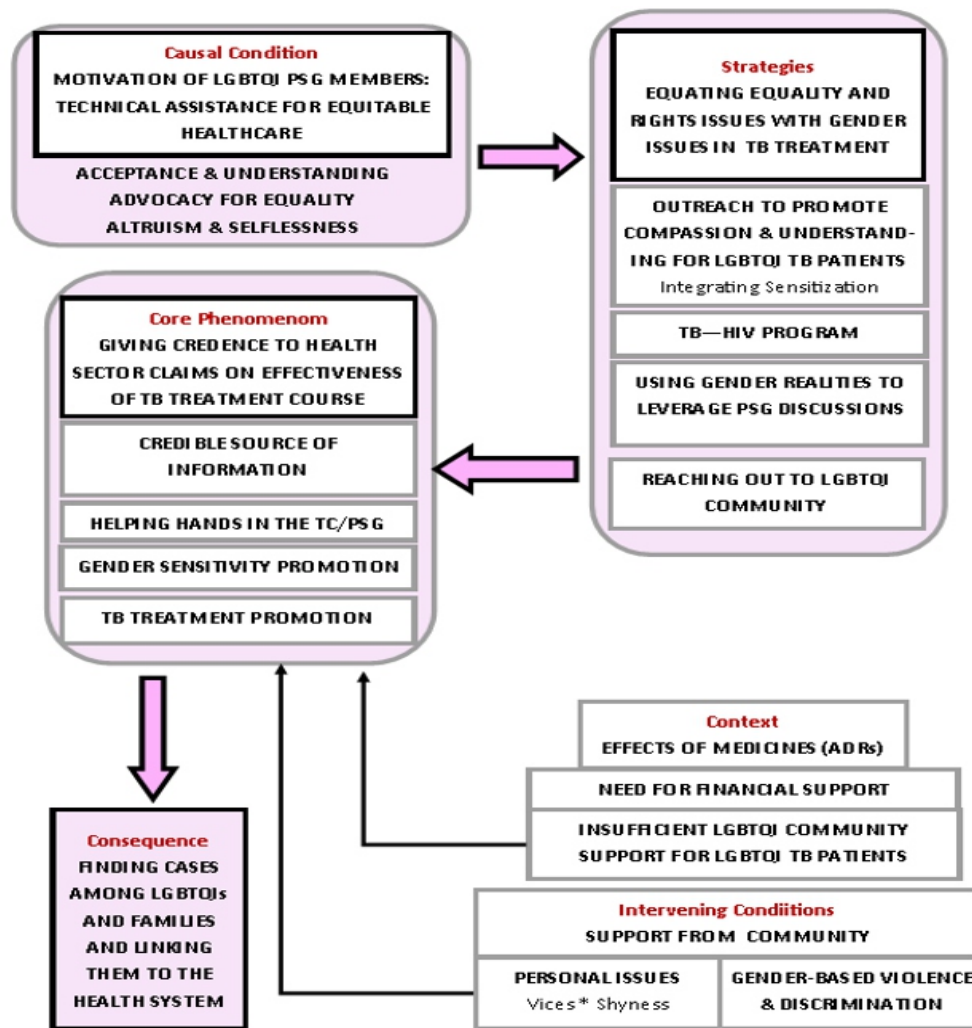 Causal Condition
MOTIVATION OF LGBTQI PSG MEMBERS:
TECHNICAL ASSISTANCE FOR EQUITABLE
HEALTHCARE
ACCEPTANCE & UNDERSTANDING
ADVOCACY FOR EQUALITY
ALTRUISM & SELFLESSNESS
Strategies
EQUATING EQUALITY AND
RIGHTS ISSUES WITH GENDER
ISSUES IN TB TREATMENT
OUTREACH TO PROMOTE
COMPASSION & UNDERSTAND-
ING FOR LGBTQI TB PATIENTS
Integrating Sensitization
TB—HIV PROGRAM
USING GENDER REALITIES TO
LEVERAGE PSG DISCUSSIONS
REACHING OUT TO LGBTQI
COMMUNITY
Core Phenomenom
GIVING CREDENCE TO HEALTH
SECTOR CLAIMS ON EFFECTIVENESS
OF TB TREATMENT COURSE
CREDIBLE SOURCE OF
INFORMATION
HELPING HANDS IN THE TC/PSG
GENDER SENSITIVITY PROMOTION
TB TREATMENT PROMOTION
Context
EFFECTS OF MEDICINES (ADRs)
NEED FOR FINANCIAL SUPPORT
INSUFFICIENT LGBTQI COMMUNITY
SUPPORT FOR LGBTQI TB PATIENTS
Intervening Condiitions
SUPPORT FROM COMMUNITY
PERSONAL ISSUES
Vices* Shyness
GENDER-BASED VIOLENCE
& DISCRIMINATION
Consequence
FINDING CASES
AMONG LGBTQIs
AND FAMILIES
AND LINKING
THEM TO THE
HEALTH SYSTEM